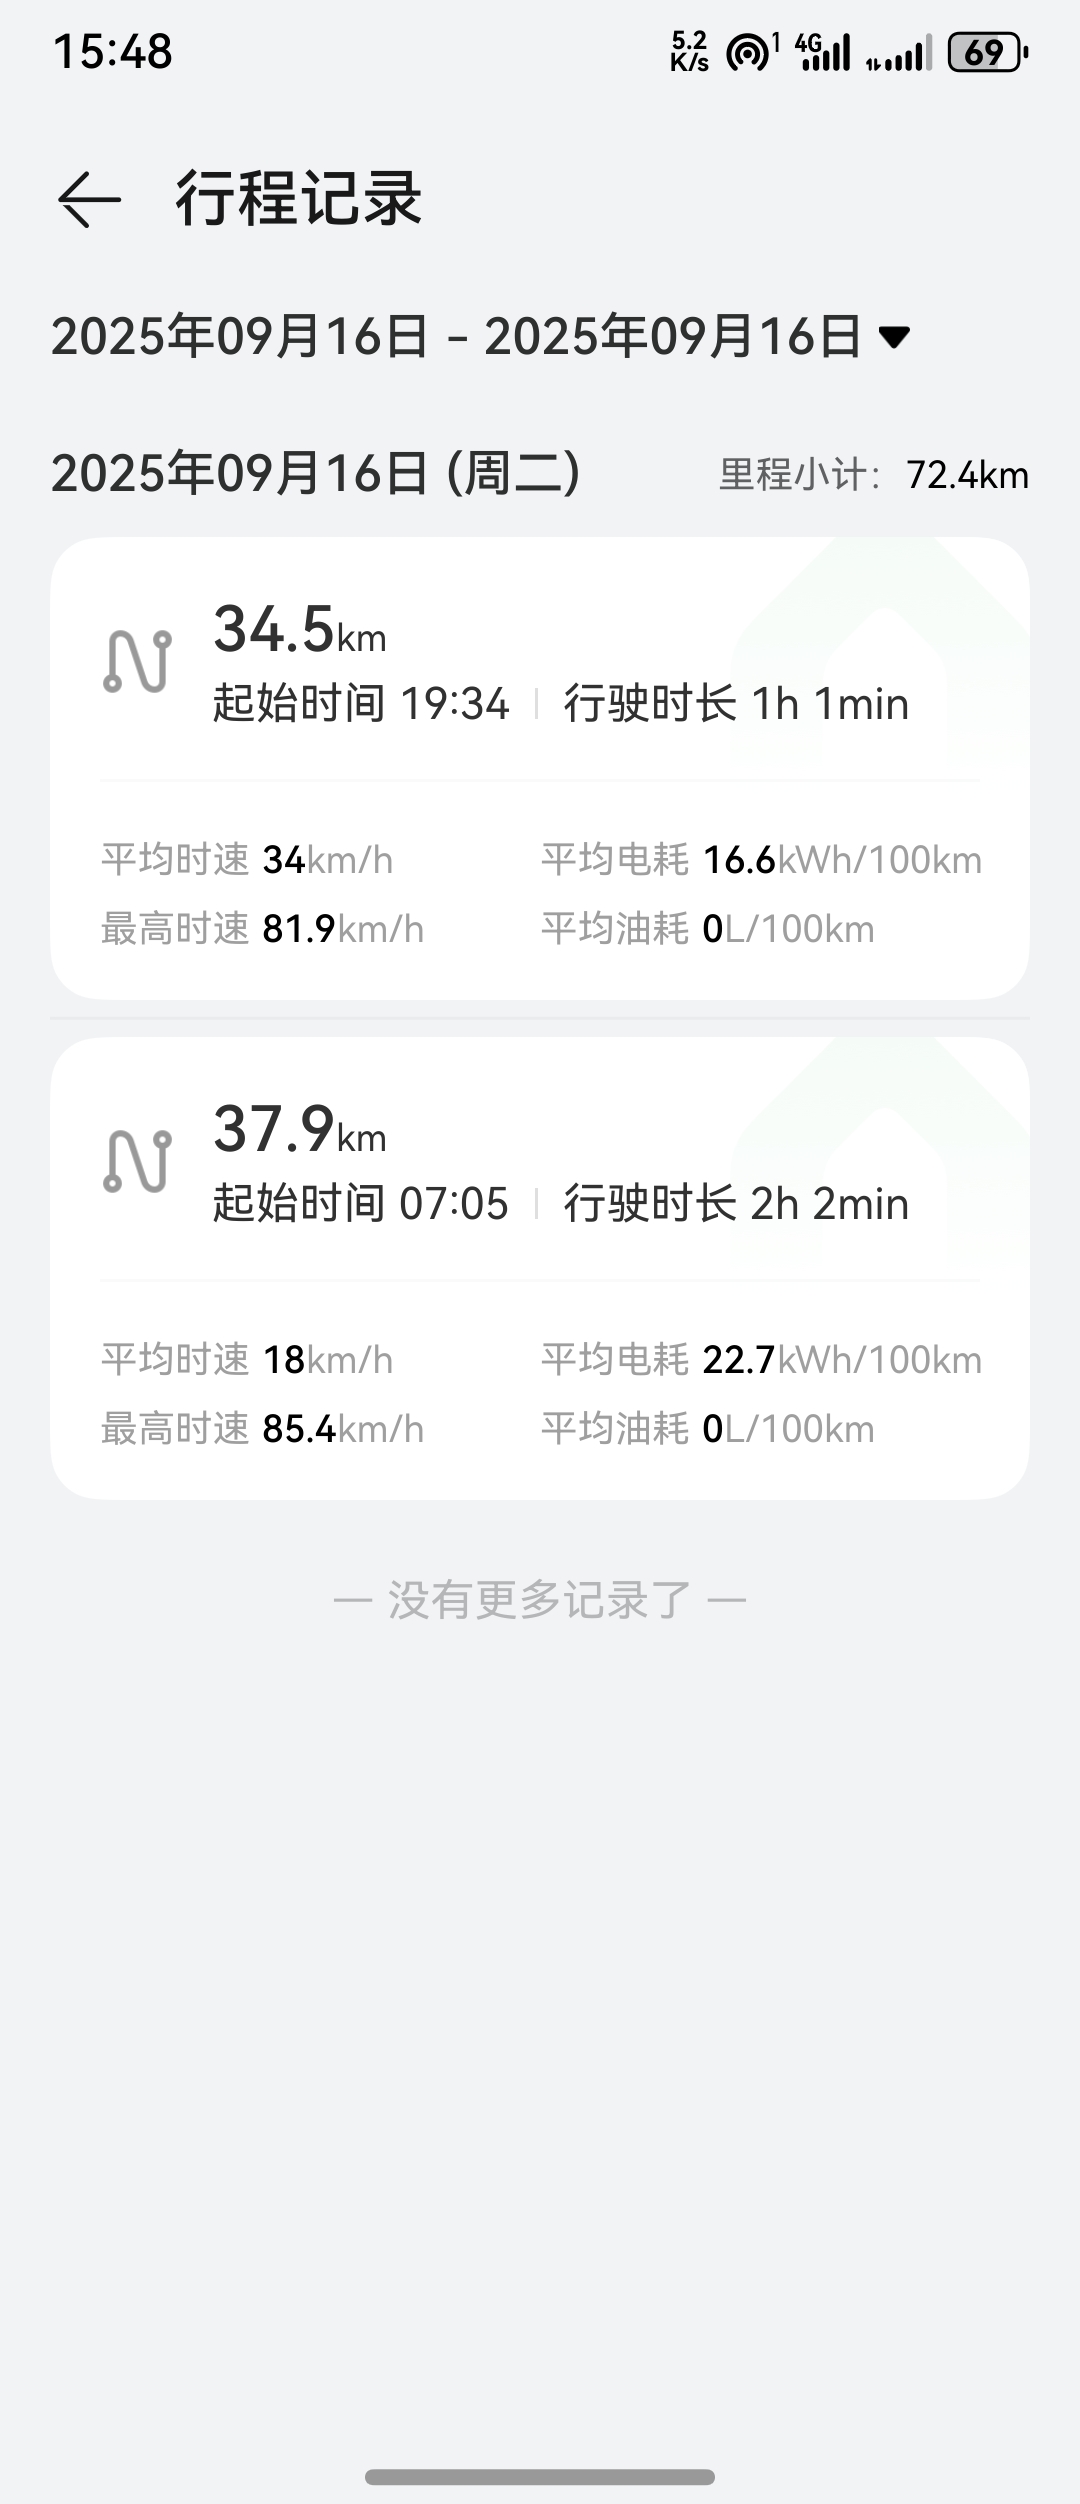 15:48
5.2 K/s 1 4G 69
行程记录
2025年09月16日 - 2025年09月16日
2025年09月16日 (周二) 里程小计： 72.4km
34.5km
起始时间 19:34 行驶时长 1h 1min
平均时速 34km/h 平均电耗 16.6kWh/100km
最高时速 81.9km/h 平均油耗 0L/100km
37.9km
起始时间 07:05 行驶时长 2h 2min
平均时速 18km/h 平均电耗 22.7kWh/100km
最高时速 85.4km/h 平均油耗 0L/100km
— 没有更多记录了 —